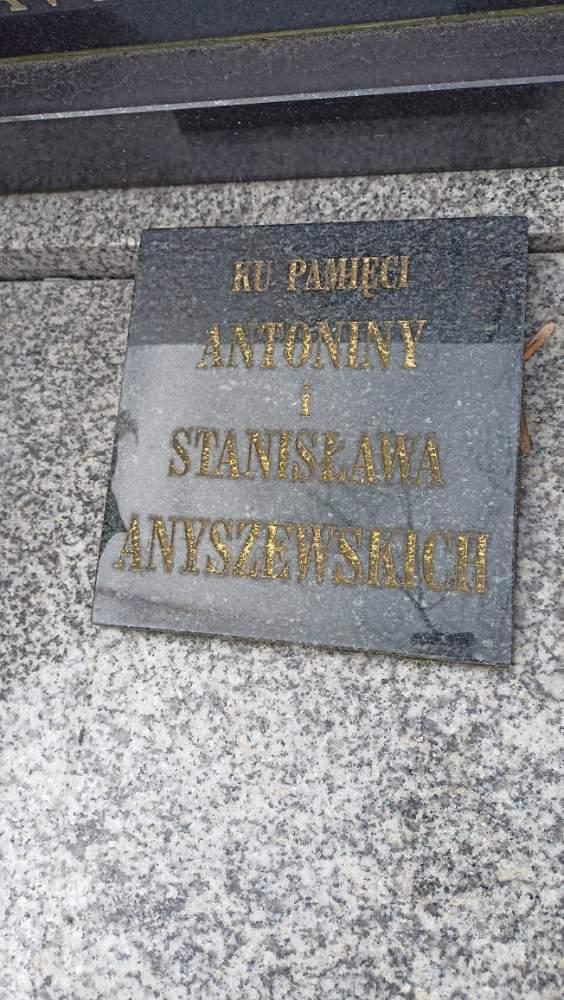 KU PAMIĘCI
ANTONINY
i
STANISŁAWA
ANYSZEWSKICH